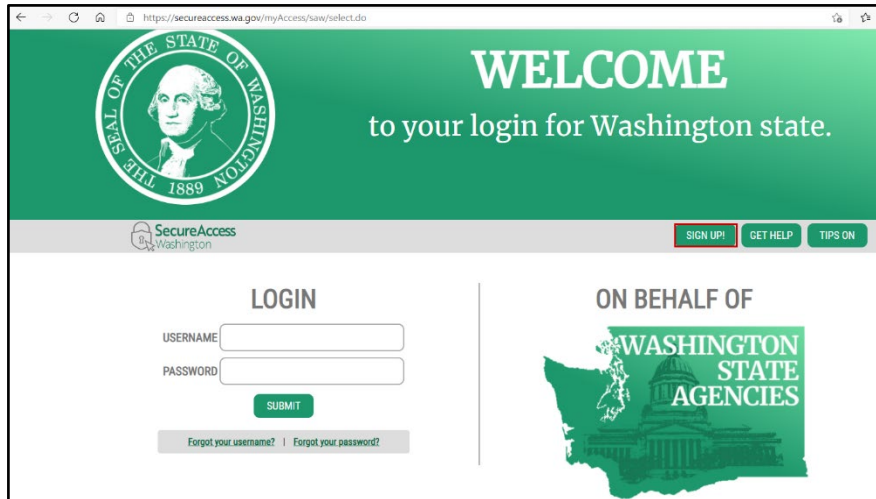 https://secureaccess.wa.gov/myAccess/saw/select.do
THE SEAL OF THE STATE OF WASHINGTON
1889
WELCOME
to your login for Washington state.
SecureAccess
Washington
SIGN UP! GET HELP TIPS ON
LOGIN
USERNAME
PASSWORD
SUBMIT
Forgot your username? | Forgot your password?
ON BEHALF OF
WASHINGTON
STATE
AGENCIES